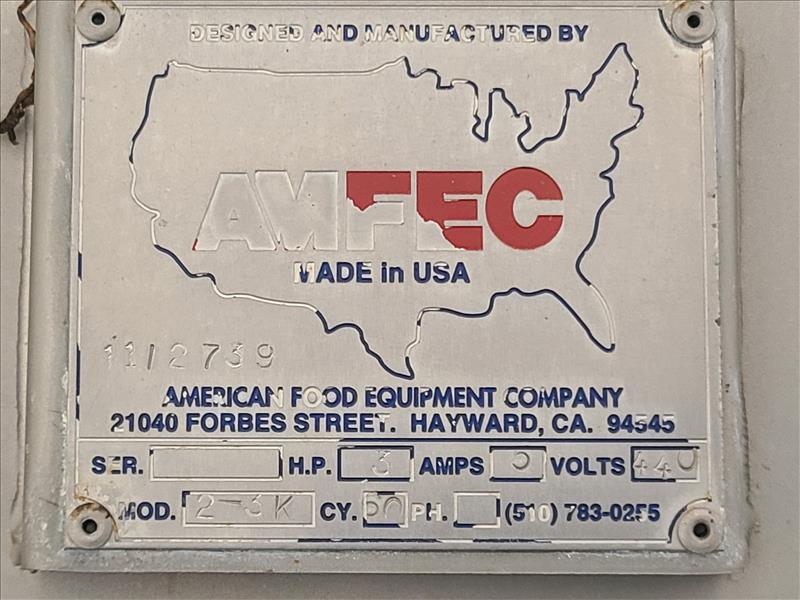 DESIGNED AND MANUFACTURED BY
AMFEC
MADE in USA
11/2739
AMERICAN FOOD EQUIPMENT COMPANY
21040 FORBES STREET. HAYWARD, CA. 94545
SER. H.P. 3 AMPS 5 VOLTS 440
MOD. 2-3K CY. 60 PH. (510) 783-0255